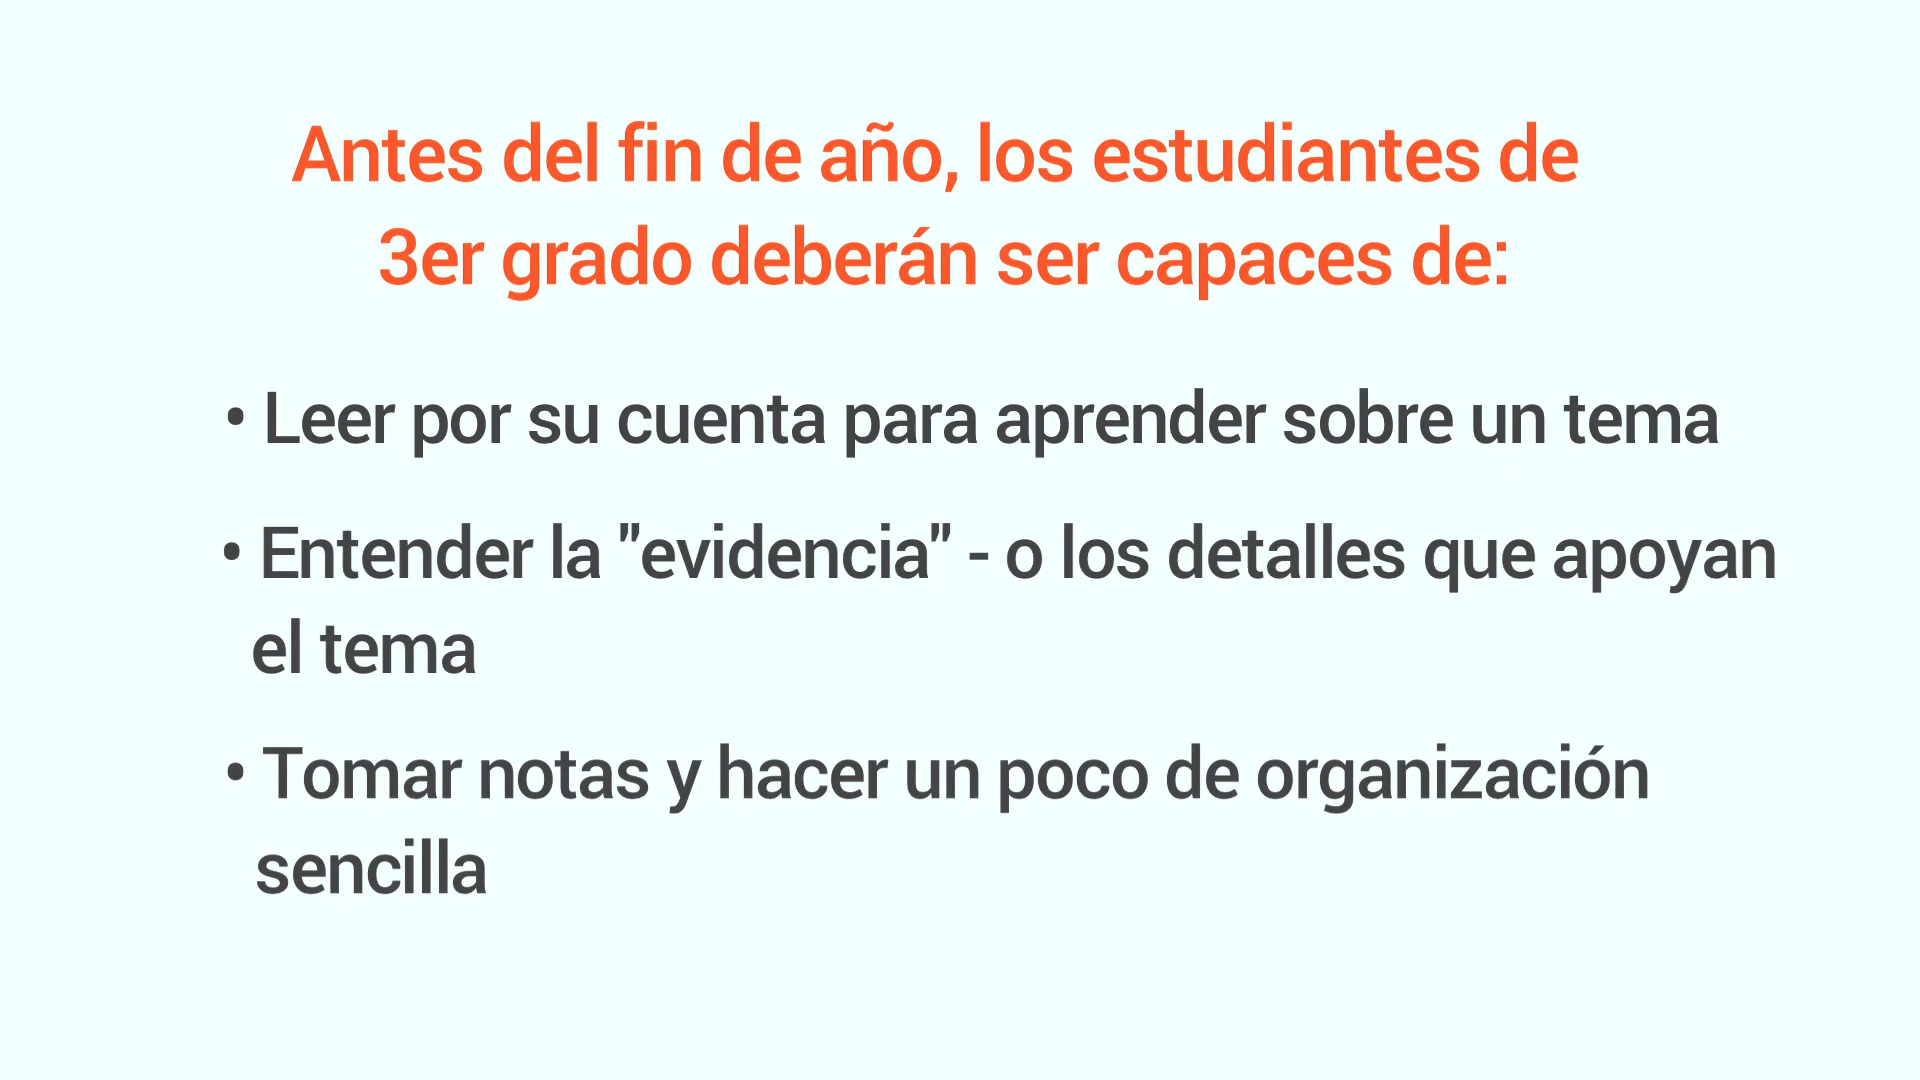 Antes del fin de año, los estudiantes de
3er grado deberán ser capaces de:
• Leer por su cuenta para aprender sobre un tema
• Entender la "evidencia" - o los detalles que apoyan
el tema
• Tomar notas y hacer un poco de organización
sencilla